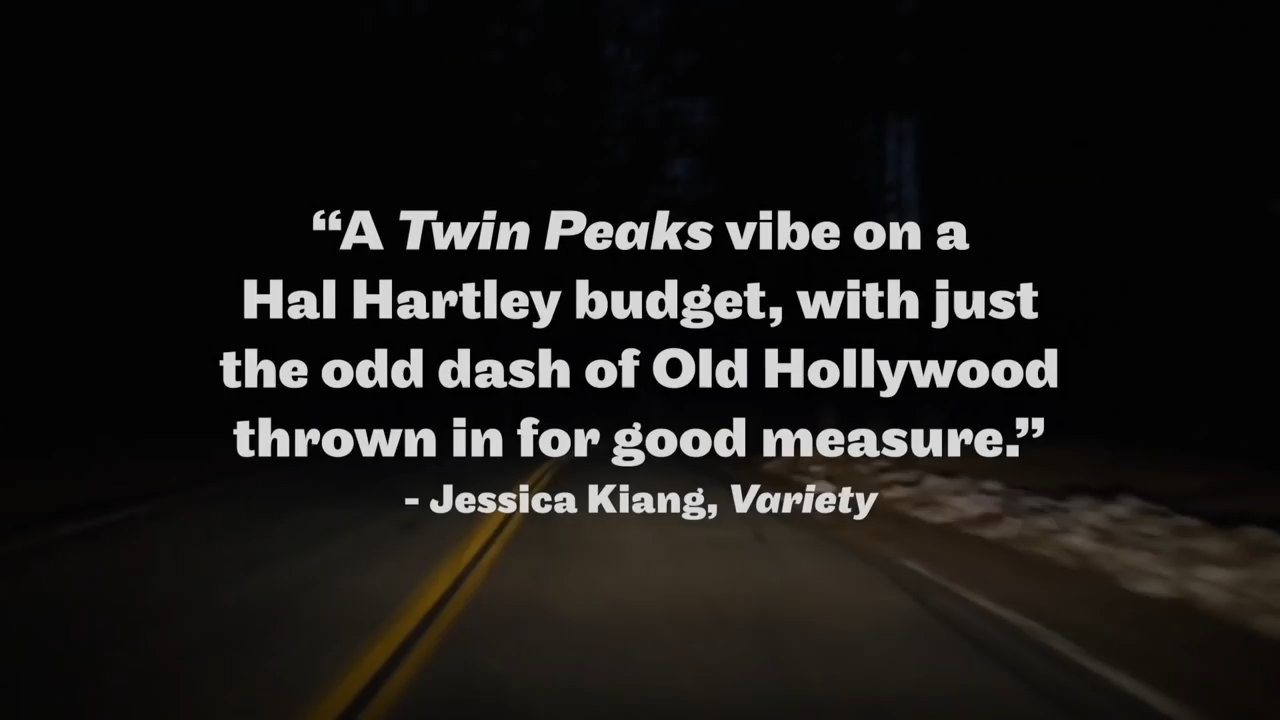 “A Twin Peaks vibe on a
Hal Hartley budget, with just
the odd dash of Old Hollywood
thrown in for good measure.”
- Jessica Kiang, Variety